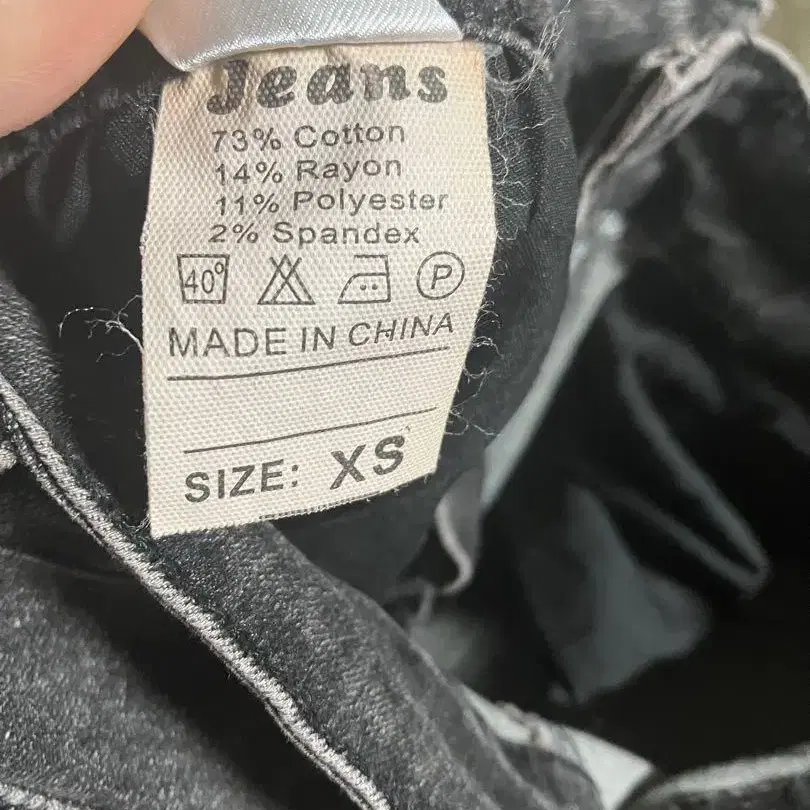 Jeans
73% Cotton
14% Rayon
11% Polyester
2% Spandex
40° P
MADE IN CHINA
SIZE: XS